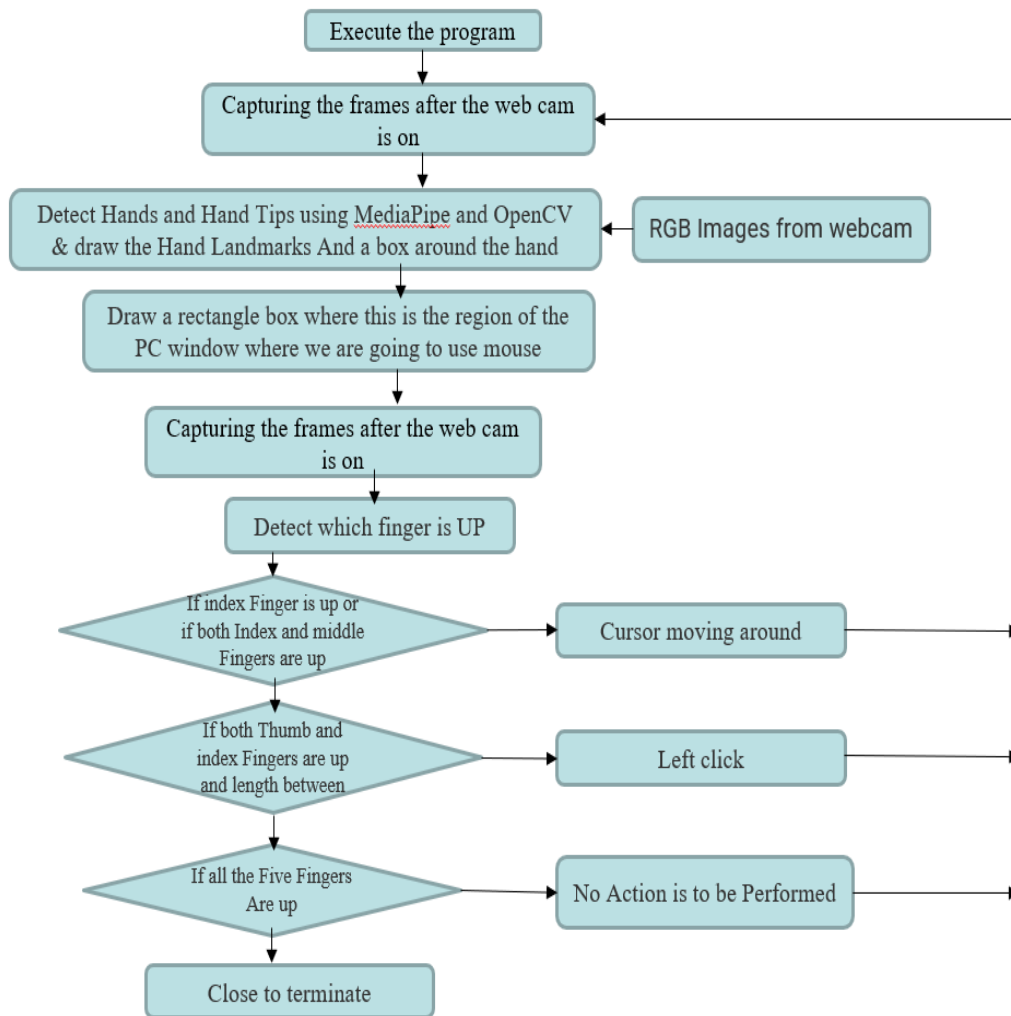 Execute the program
Capturing the frames after the web cam
is on
Detect Hands and Hand Tips using MediaPipe and OpenCV
& draw the Hand Landmarks And a box around the hand
RGB Images from webcam
Draw a rectangle box where this is the region of the
PC window where we are going to use mouse
Capturing the frames after the web cam
is on
Detect which finger is UP
If index Finger is up or
if both Index and middle
Fingers are up
Cursor moving around
If both Thumb and
index Fingers are up
and length between
Left click
If all the Five Fingers
Are up
No Action is to be Performed
Close to terminate